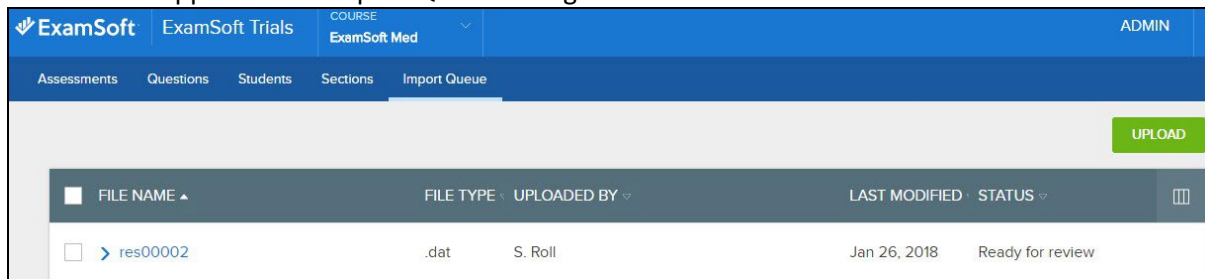 ExamSoft ExamSoft Trials COURSE ADMIN
ExamSoft Med
Assessments Questions Students Sections Import Queue
UPLOAD
FILE NAME FILE TYPE UPLOADED BY LAST MODIFIED STATUS
res00002 .dat S. Roll Jan 26, 2018 Ready for review